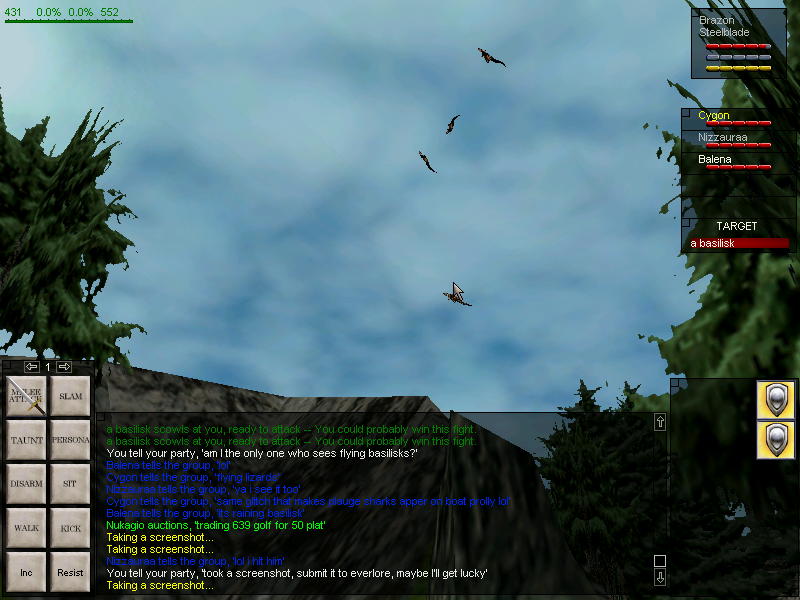 431 0.0% 0.0% 552
Brazon
Steelblade
Cygon
Nizzauraa
Balena
TARGET
a basilisk
1
MELEE
ATTACK
SLAM
TAUNT
PERSONA
DISARM
SIT
WALK
KICK
Inc
Resist
a basilisk scowls at you, ready to attack -- You could probably win this fight.
a basilisk scowls at you, ready to attack -- You could probably win this fight.
You tell your party, 'am I the only one who sees flying basilisks?'
Balena tells the group, 'lol'
Cygon tells the group, 'flying lizards'
Nizzauraa tells the group, 'ya i see it too'
Cygon tells the group, 'same glitch that makes plouge sharks apper on boat prolly lol'
Balena tells the group, 'its raining basilisk'
Nukagio auctions, 'trading 639 golf for 50 plat'
Taking a screenshot...
Taking a screenshot...
Nizzauraa tells the group, 'lol i hit him'
You tell your party, 'took a screenshot, submit it to everlore, maybe I'll get lucky'
Taking a screenshot...